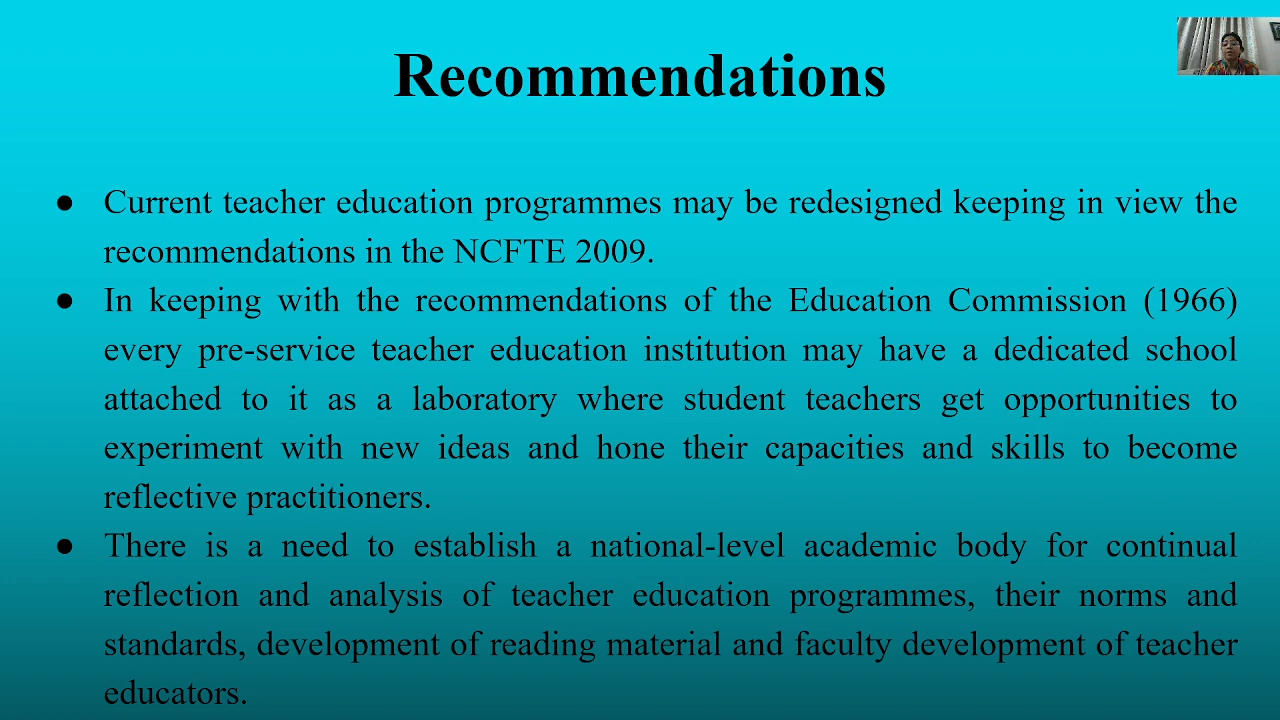 Recommendations
● Current teacher education programmes may be redesigned keeping in view the
recommendations in the NCFTE 2009.
● In keeping with the recommendations of the Education Commission (1966)
every pre-service teacher education institution may have a dedicated school
attached to it as a laboratory where student teachers get opportunities to
experiment with new ideas and hone their capacities and skills to become
reflective practitioners.
● There is a need to establish a national-level academic body for continual
reflection and analysis of teacher education programmes, their norms and
standards, development of reading material and faculty development of teacher
educators.